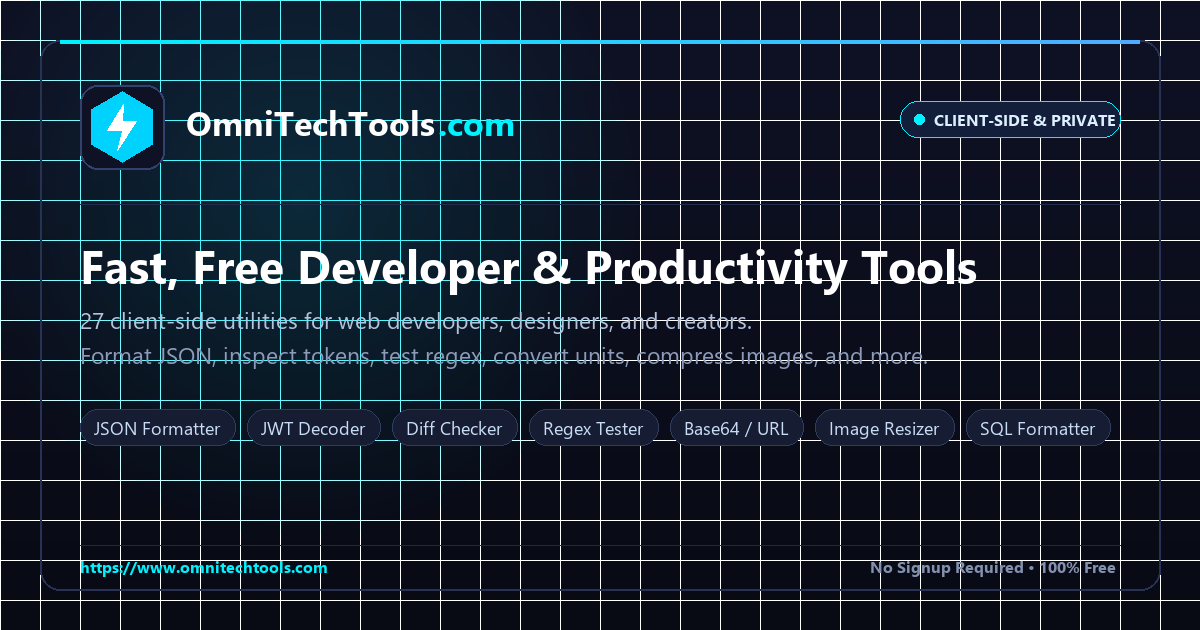 OmniTechTools.com
CLIENT-SIDE & PRIVATE
Fast, Free Developer & Productivity Tools
27 client-side utilities for web developers, designers, and creators.
Format JSON, inspect tokens, test regex, convert units, compress images, and more.
JSON Formatter
JWT Decoder
Diff Checker
Regex Tester
Base64 / URL
Image Resizer
SQL Formatter
https://www.omnitechtools.com
No Signup Required • 100% Free